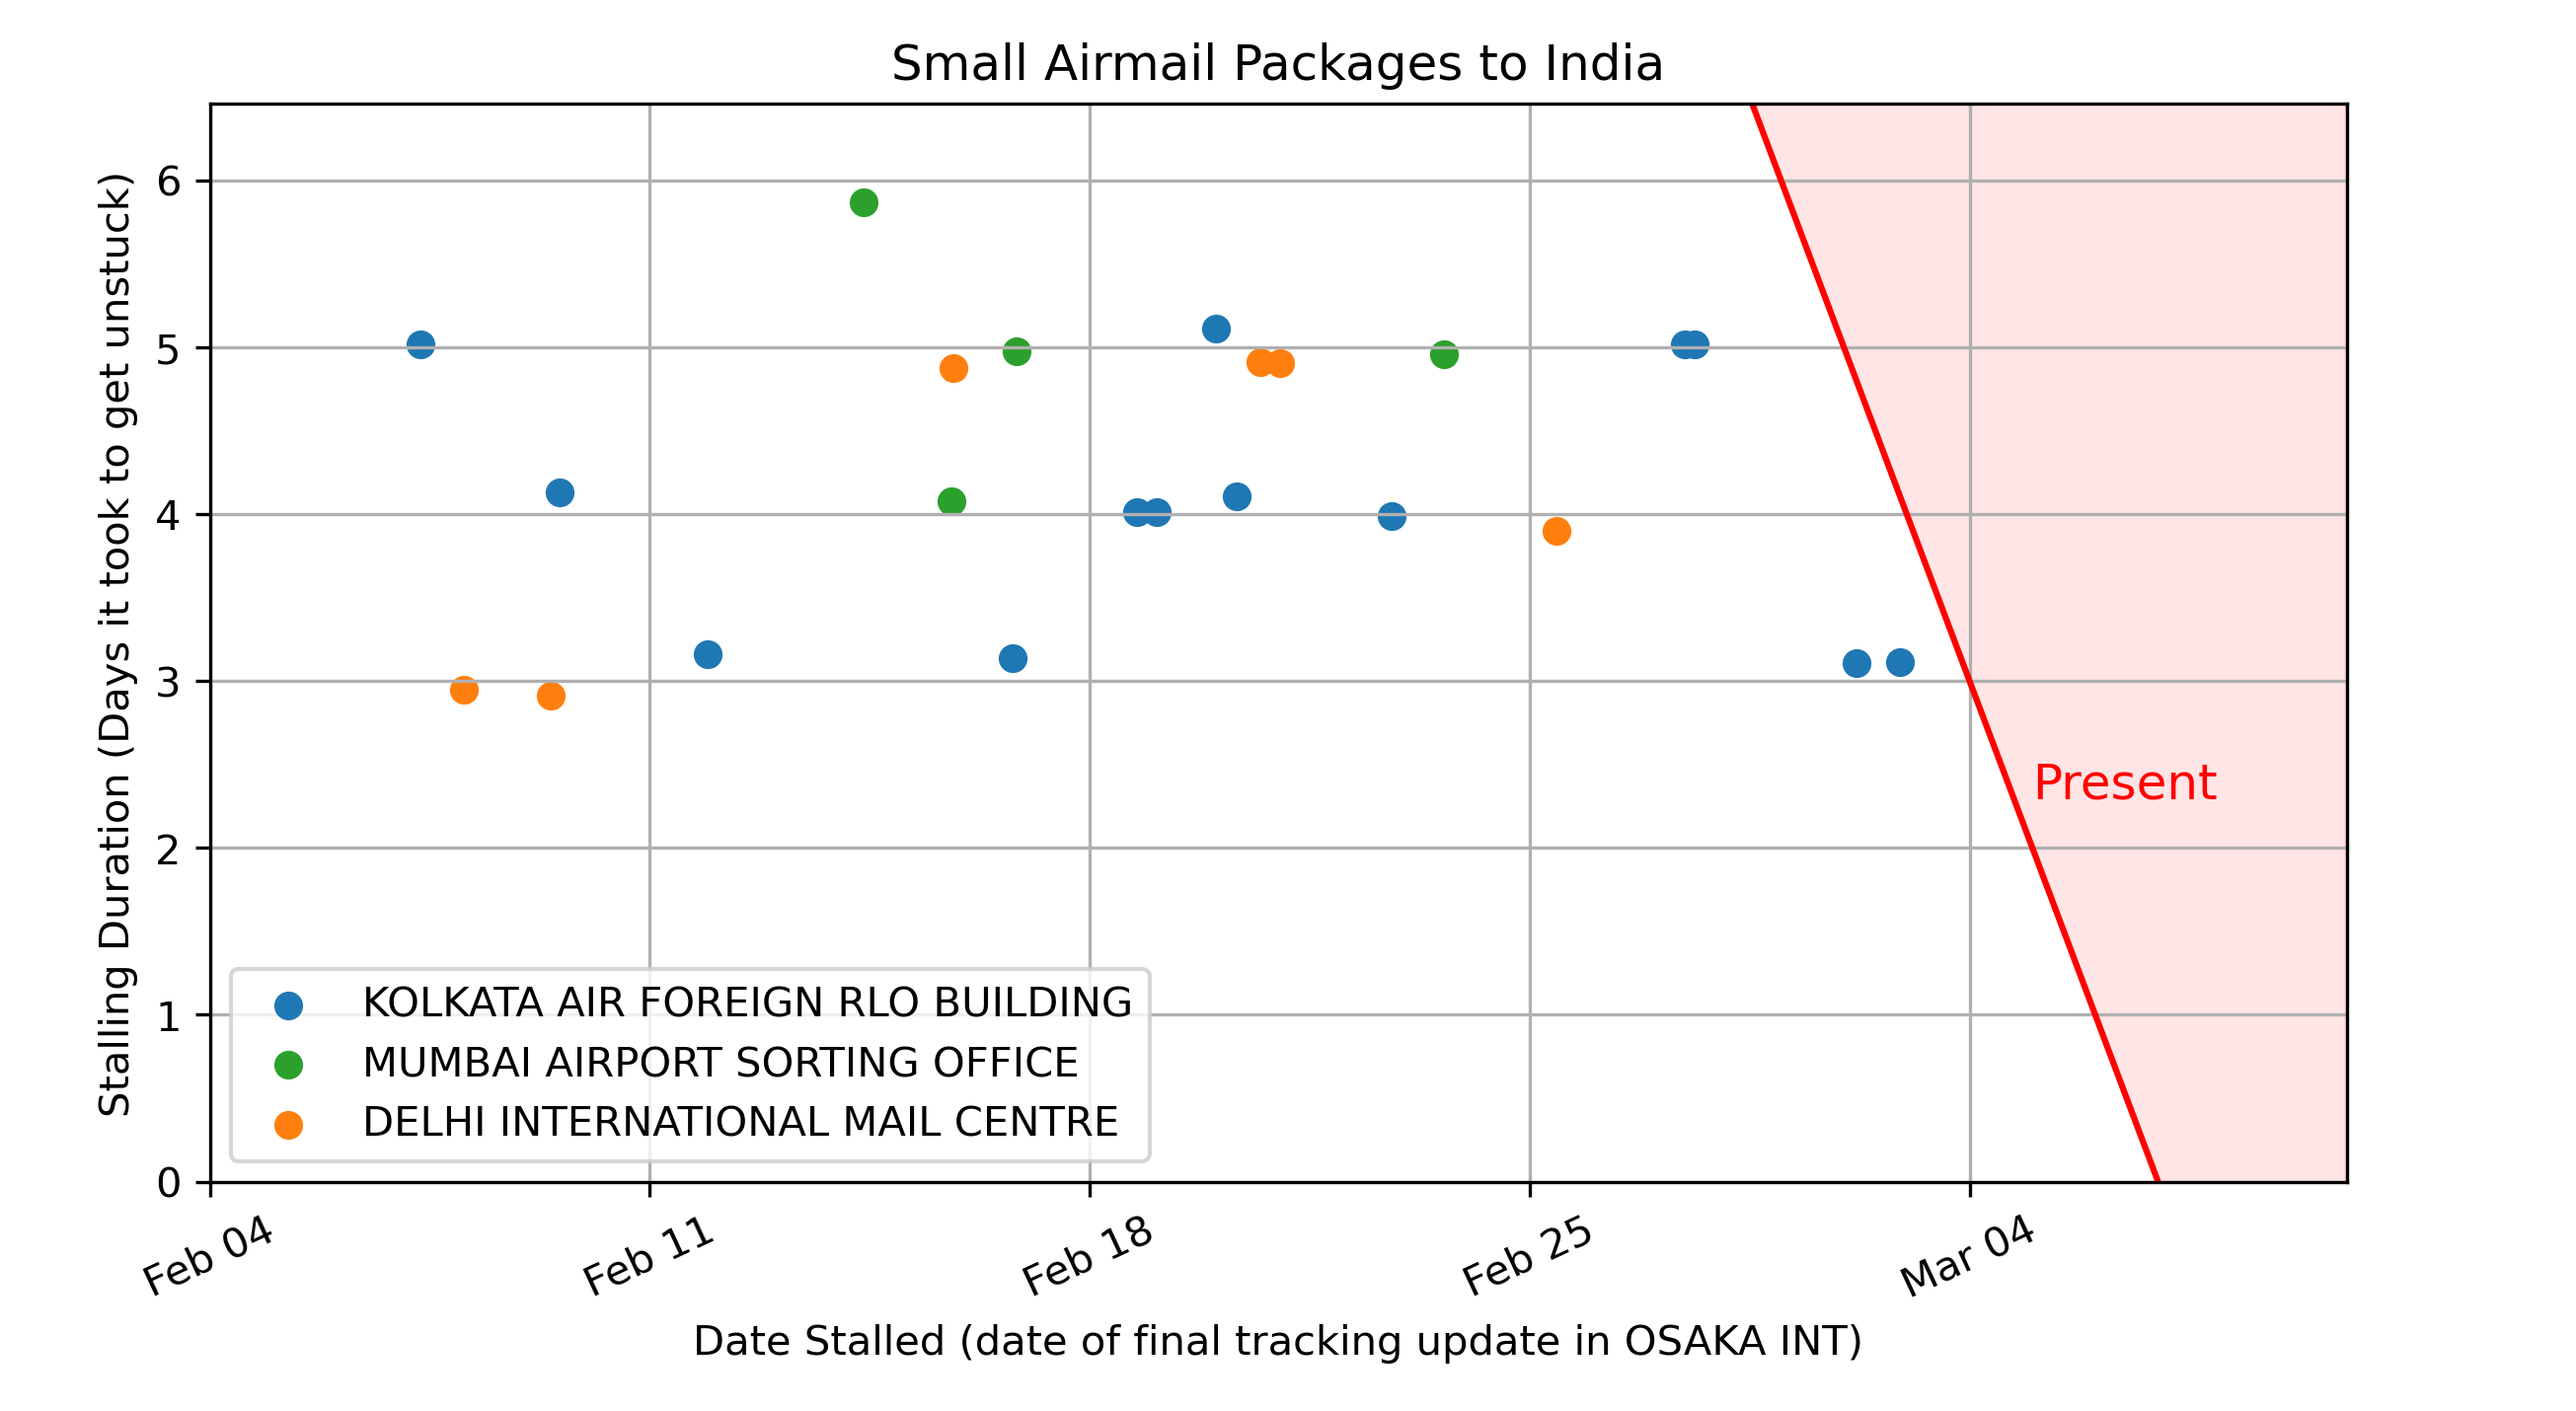 Small Airmail Packages to India
Stalling Duration (Days it took to get unstuck)
6
5
4
3
2
1
0
Present
KOLKATA AIR FOREIGN RLO BUILDING
MUMBAI AIRPORT SORTING OFFICE
DELHI INTERNATIONAL MAIL CENTRE
Feb 04
Feb 11
Feb 18
Feb 25
Mar 04
Date Stalled (date of final tracking update in OSAKA INT)